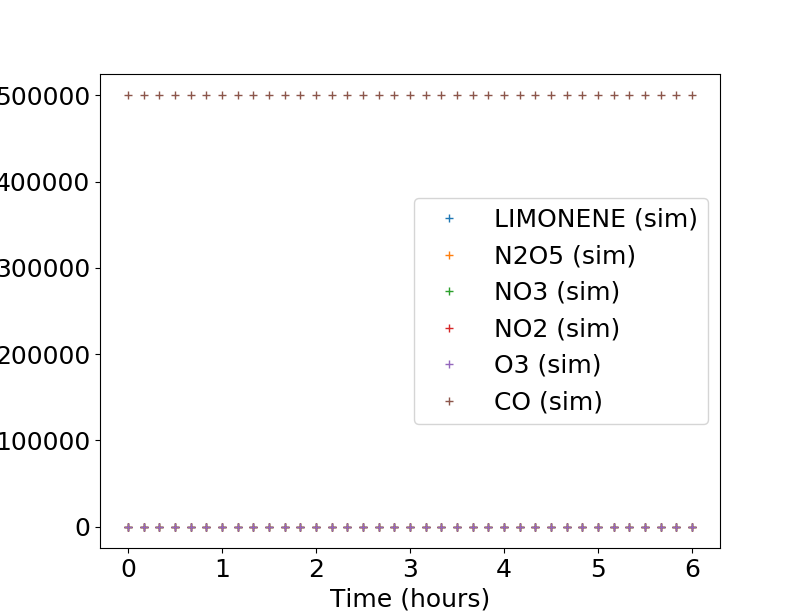 500000
400000
300000
200000
100000
0
LIMONENE (sim)
N2O5 (sim)
NO3 (sim)
NO2 (sim)
O3 (sim)
CO (sim)
0 1 2 3 4 5 6
Time (hours)